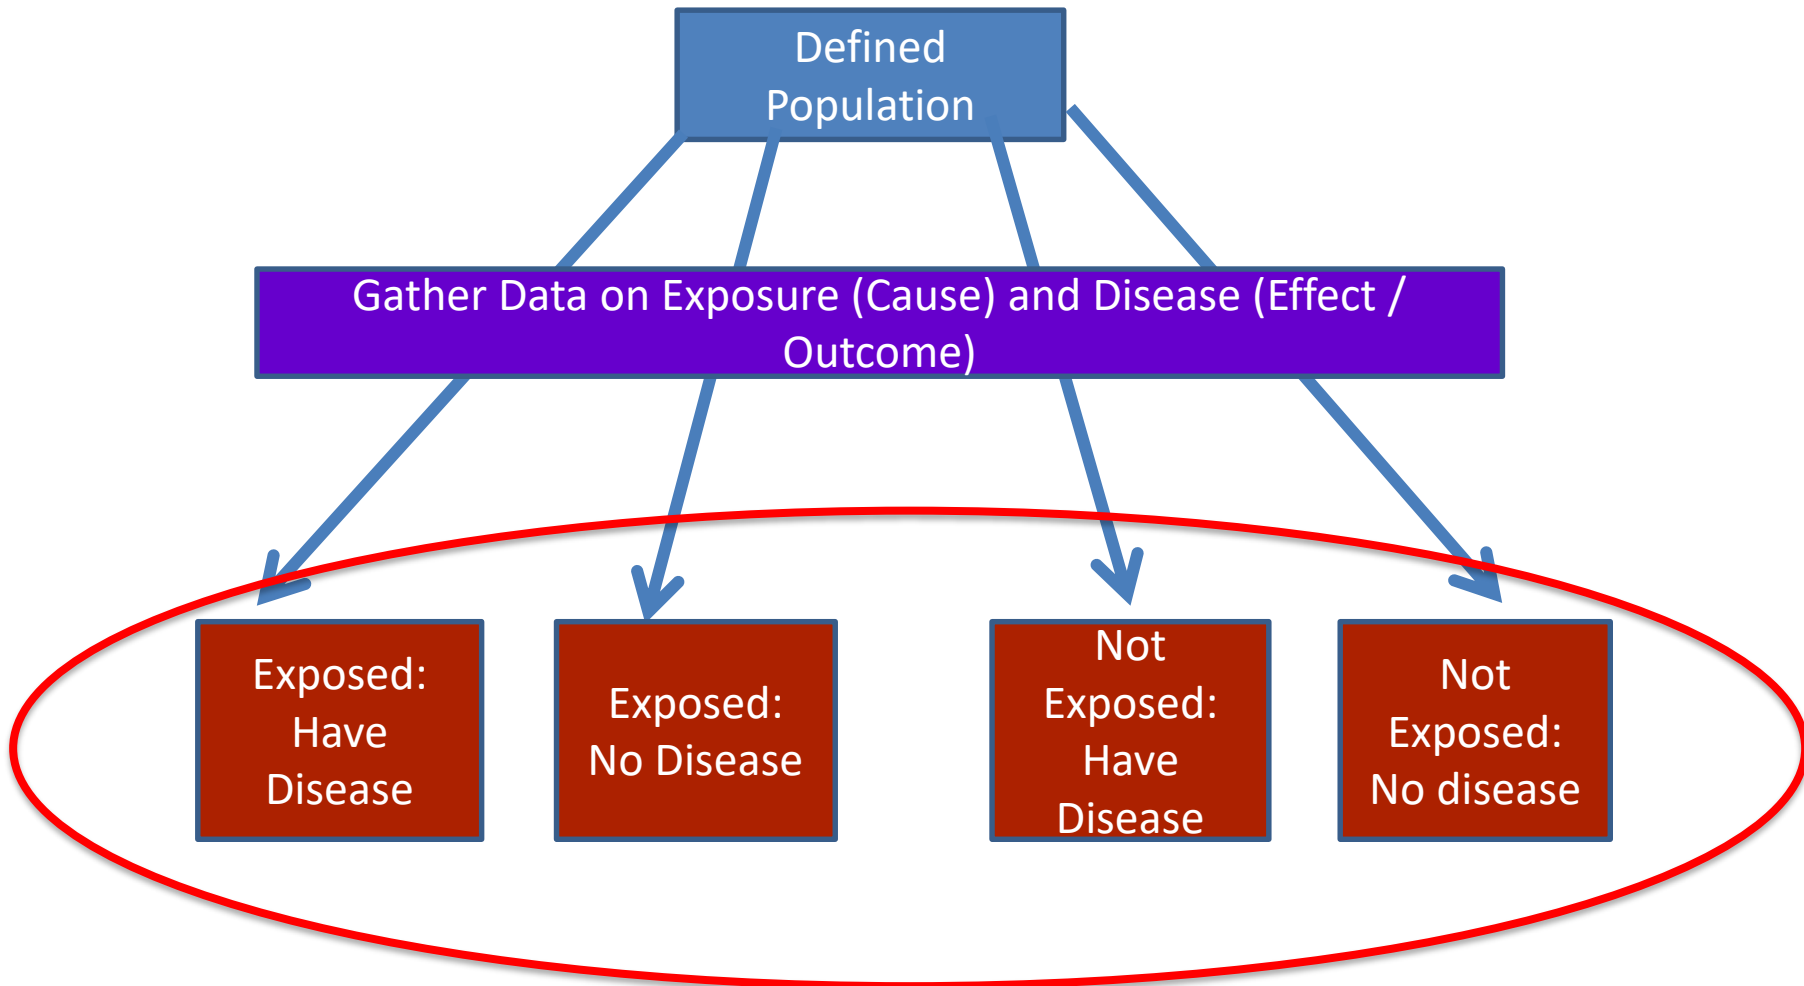 Defined
Population
Gather Data on Exposure (Cause) and Disease (Effect /
Outcome)
Exposed:
Have
Disease
Exposed:
No Disease
Not
Exposed:
Have
Disease
Not
Exposed:
No disease